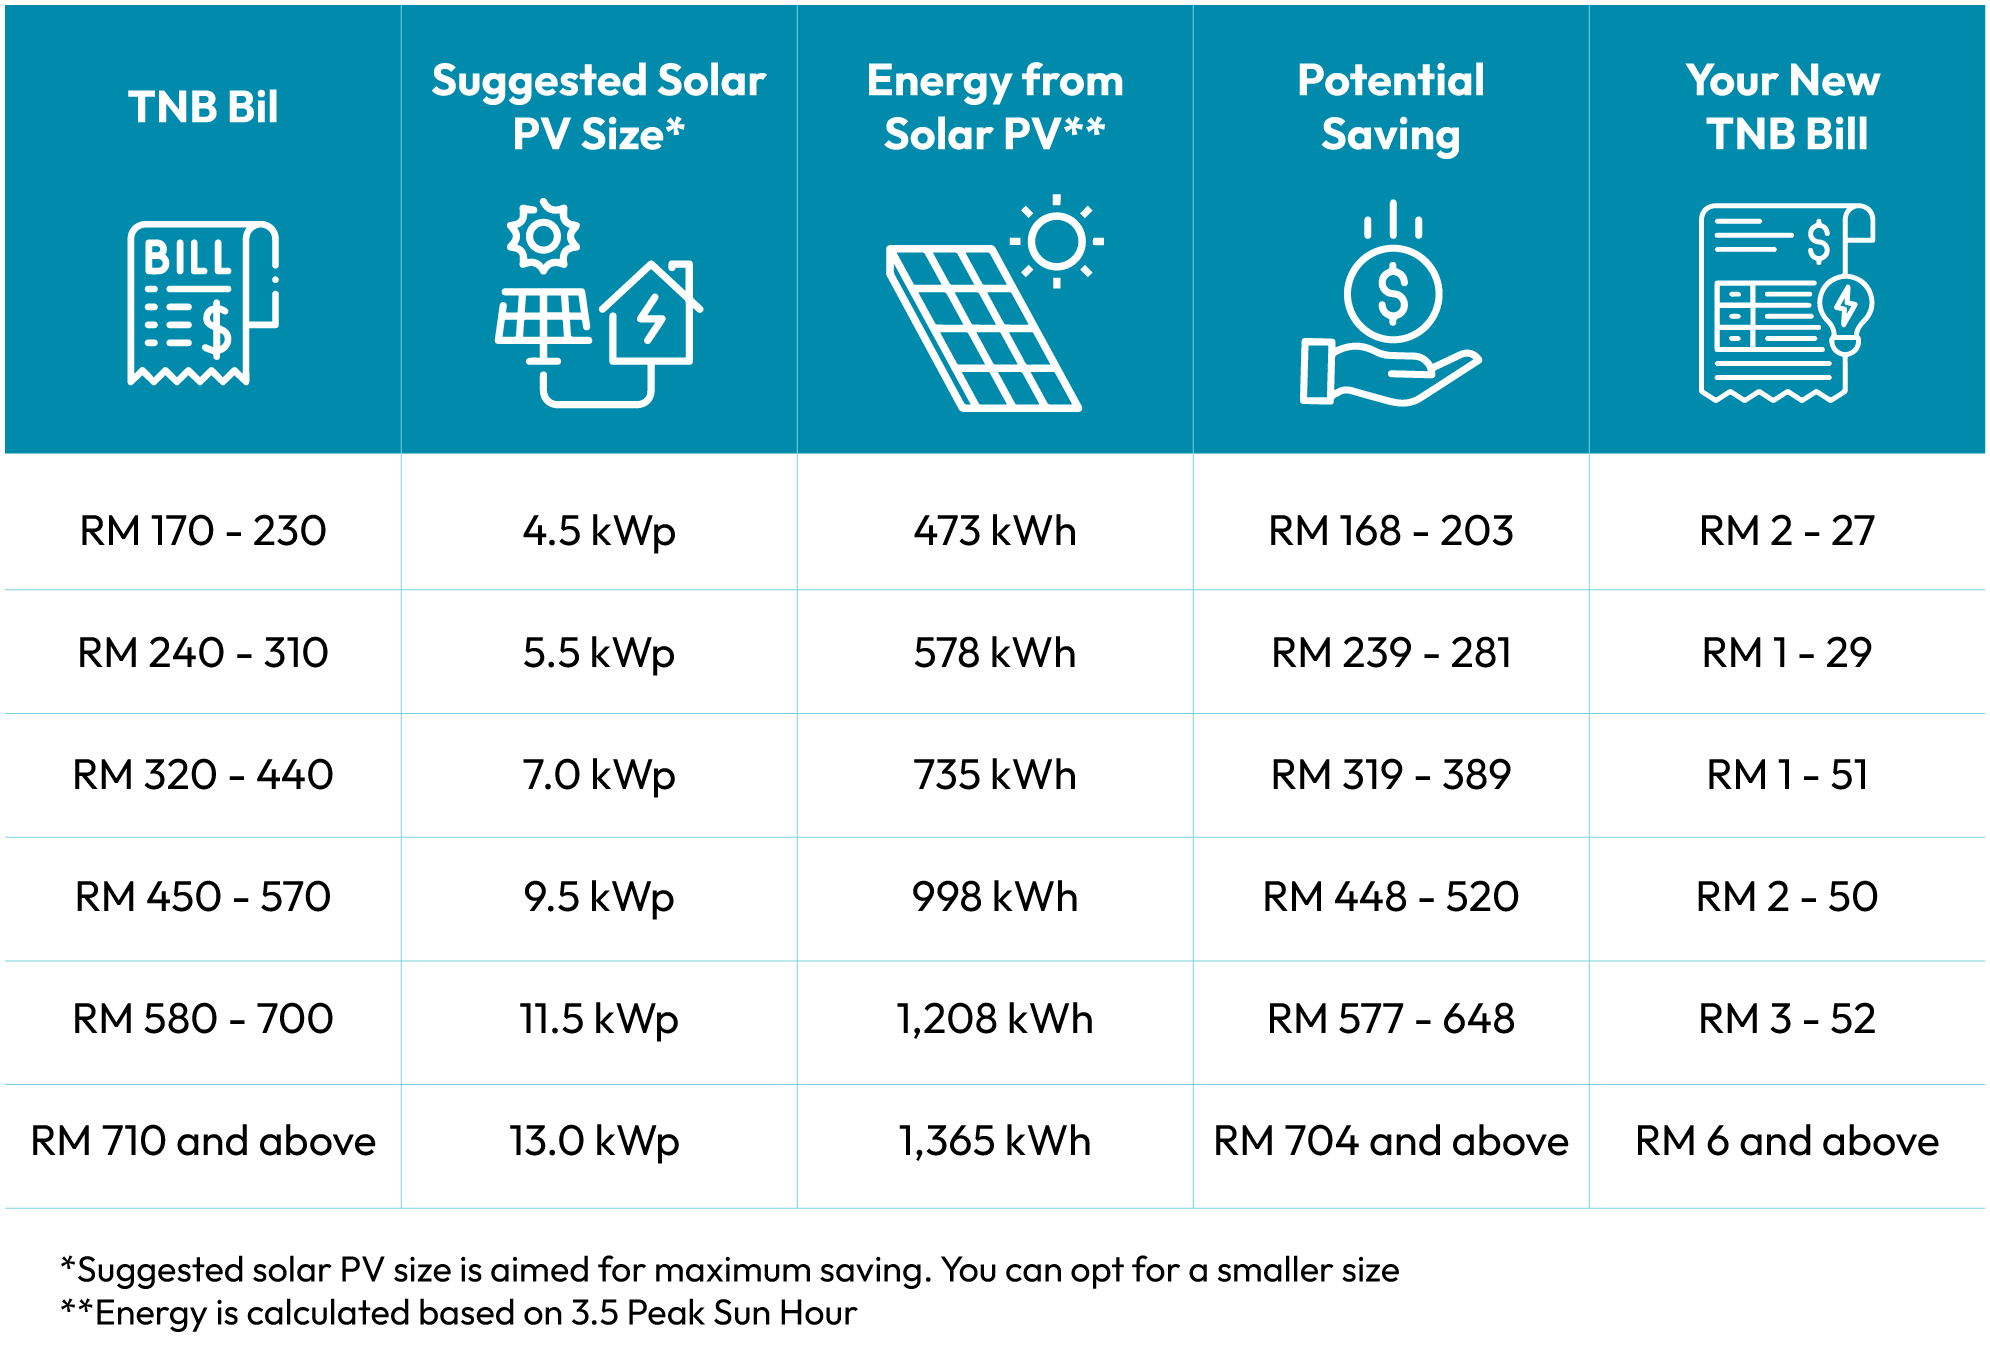 TNB Bil
Suggested Solar
PV Size*
Energy from
Solar PV**
Potential
Saving
Your New
TNB Bill
BILL
$
$
$
RM 170 - 230 4.5 kWp 473 kWh RM 168 - 203 RM 2 - 27
RM 240 - 310 5.5 kWp 578 kWh RM 239 - 281 RM 1 - 29
RM 320 - 440 7.0 kWp 735 kWh RM 319 - 389 RM 1 - 51
RM 450 - 570 9.5 kWp 998 kWh RM 448 - 520 RM 2 - 50
RM 580 - 700 11.5 kWp 1,208 kWh RM 577 - 648 RM 3 - 52
RM 710 and above 13.0 kWp 1,365 kWh RM 704 and above RM 6 and above
*Suggested solar PV size is aimed for maximum saving. You can opt for a smaller size
**Energy is calculated based on 3.5 Peak Sun Hour